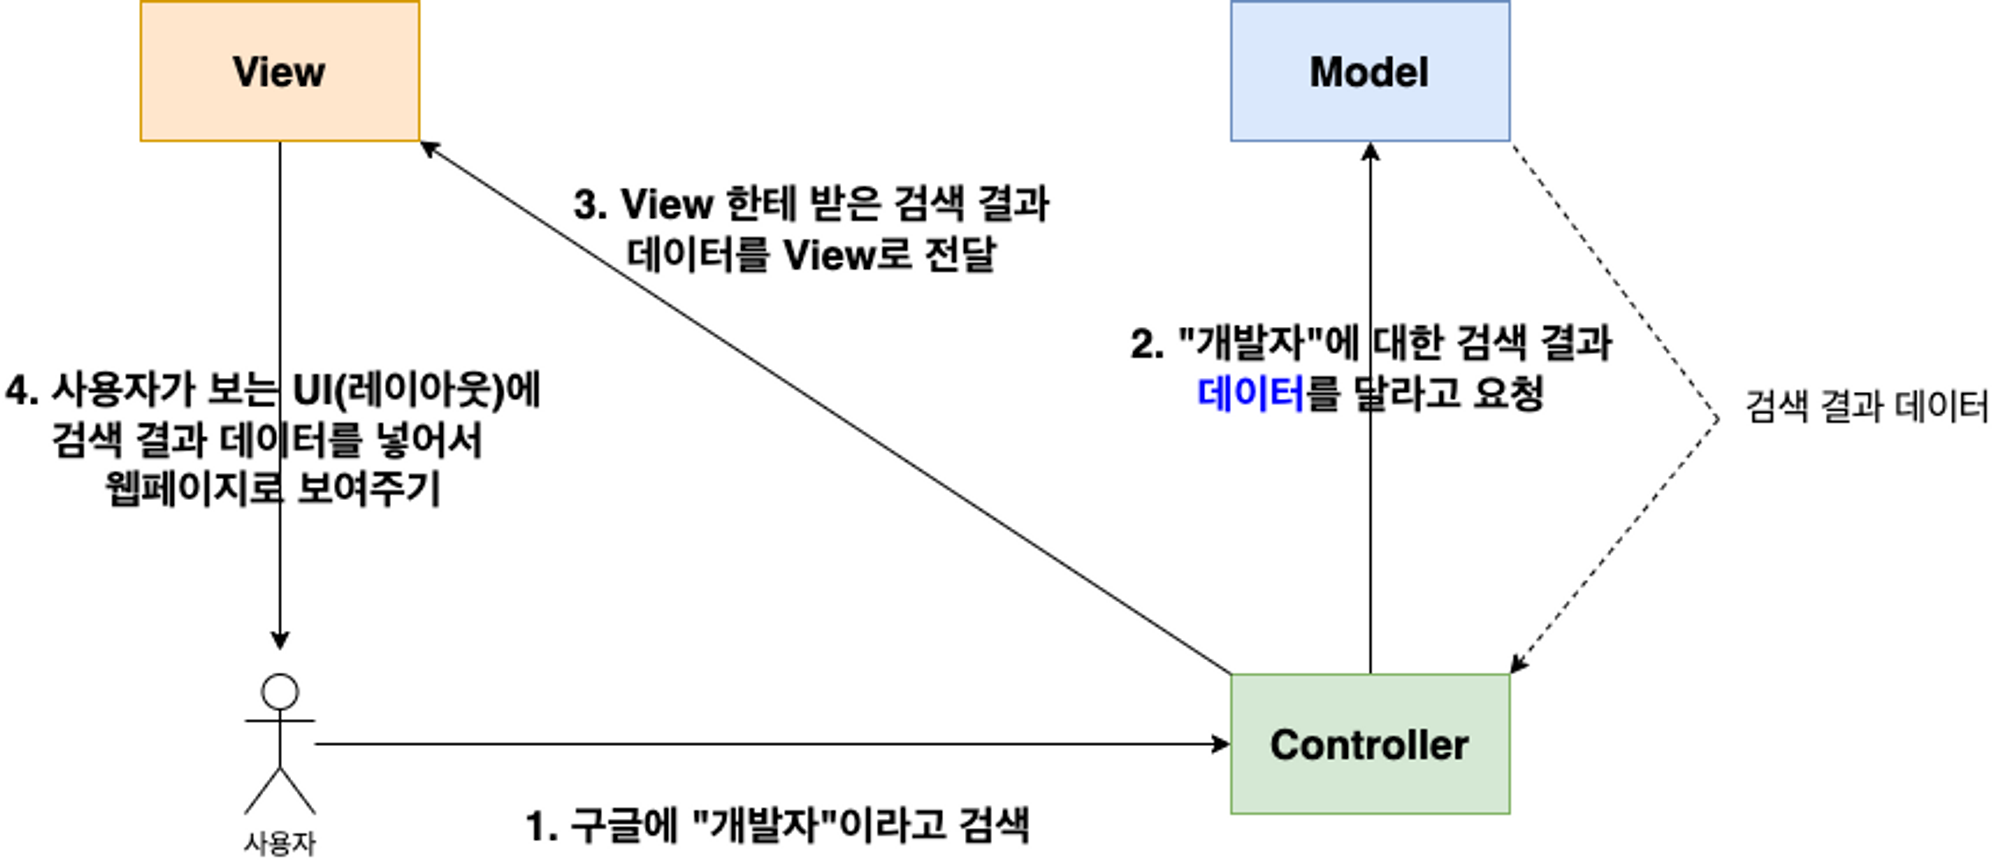 View
Model
3. View 한테 받은 검색 결과
데이터를 View로 전달
2. "개발자"에 대한 검색 결과
데이터를 달라고 요청
4. 사용자가 보는 UI(레이아웃)에
검색 결과 데이터를 넣어서
웹페이지로 보여주기
검색 결과 데이터
Controller
1. 구글에 "개발자"이라고 검색
사용자